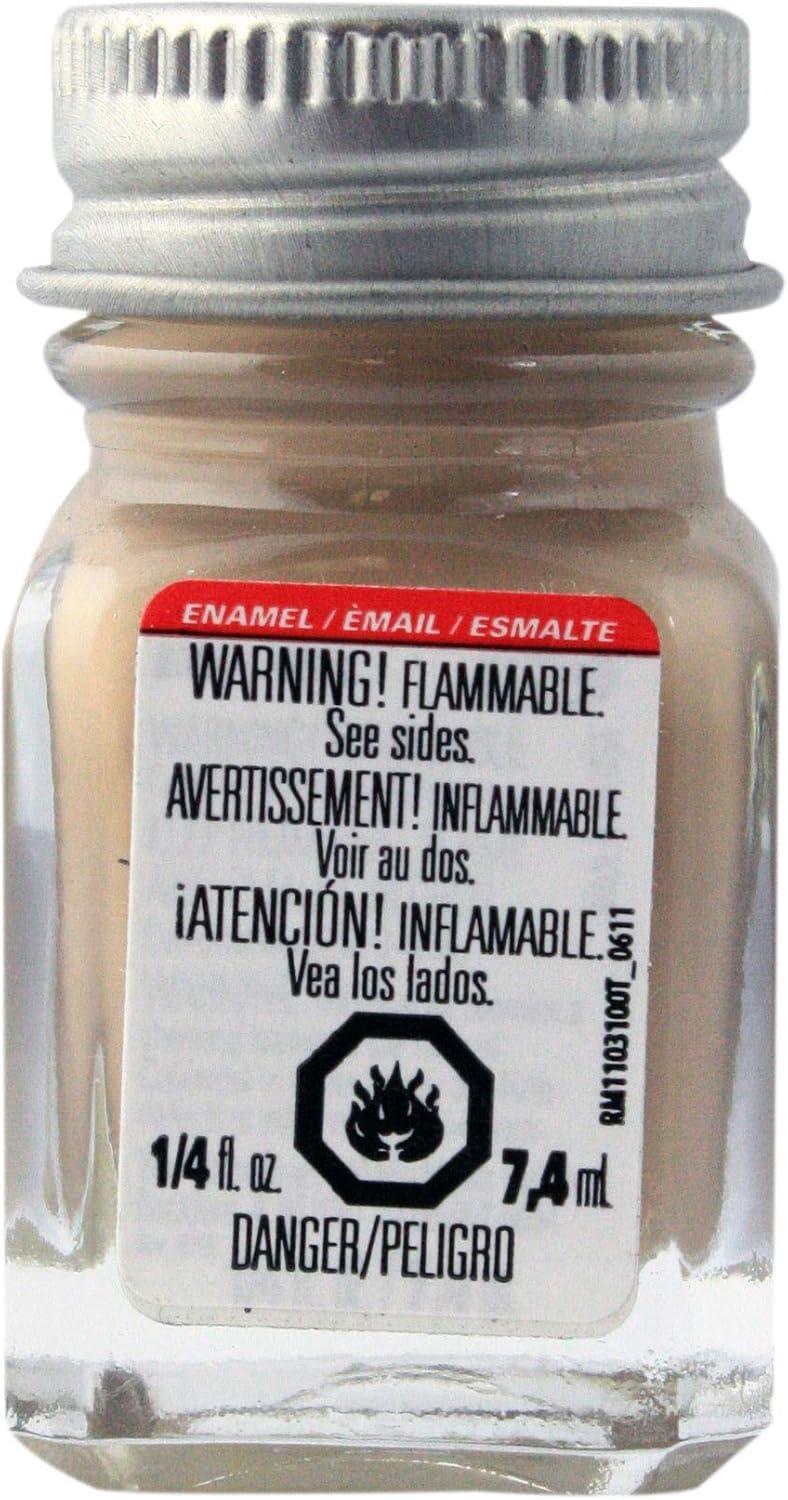 ENAMEL / ÈMAIL / ESMALTE
WARNING! FLAMMABLE.
See sides.
AVERTISSEMENT! INFLAMMABLE.
Voir au dos.
¡ATENCIÓN! INFLAMABLE.
Vea los lados.
RM1103100T_0611
1/4 fl. oz. 7,4 ml.
DANGER/PELIGRO